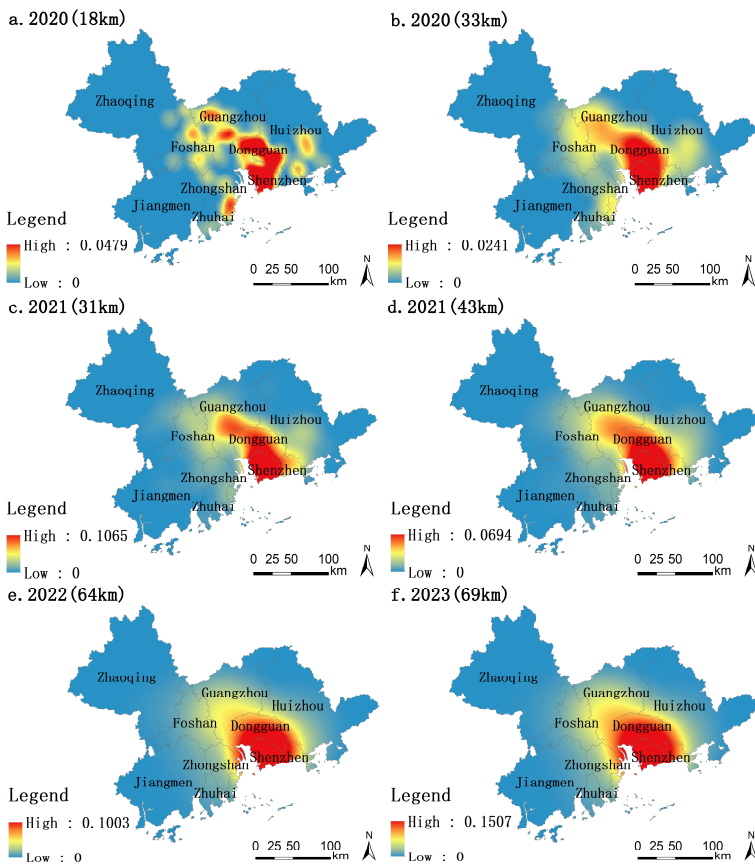 a. 2020(18km)
Zhaoqing
Guangzhou
Huizhou
Foshan
Dongguan
Shenzhen
Zhongshan
Jiangmen
Zhuhai
Legend
High : 0.0479
Low : 0
0 25 50 100
km
N
b. 2020(33km)
Zhaoqing
Guangzhou
Huizhou
Foshan
Dongguan
Shenzhen
Zhongshan
Jiangmen
Zhuhai
Legend
High : 0.0241
Low : 0
0 25 50 100
km
N
c. 2021(31km)
Zhaoqing
Guangzhou
Huizhou
Foshan
Dongguan
Shenzhen
Zhongshan
Jiangmen
Zhuhai
Legend
High : 0.1065
Low : 0
0 25 50 100
km
N
d. 2021(43km)
Zhaoqing
Guangzhou
Huizhou
Foshan
Dongguan
Shenzhen
Zhongshan
Jiangmen
Zhuhai
Legend
High : 0.0694
Low : 0
0 25 50 100
km
N
e. 2022(64km)
Zhaoqing
Guangzhou
Huizhou
Foshan
Dongguan
Shenzhen
Zhongshan
Jiangmen
Zhuhai
Legend
High : 0.1003
Low : 0
0 25 50 100
km
N
f. 2023(69km)
Zhaoqing
Guangzhou
Huizhou
Foshan
Dongguan
Shenzhen
Zhongshan
Jiangmen
Zhuhai
Legend
High : 0.1507
Low : 0
0 25 50 100
km
N